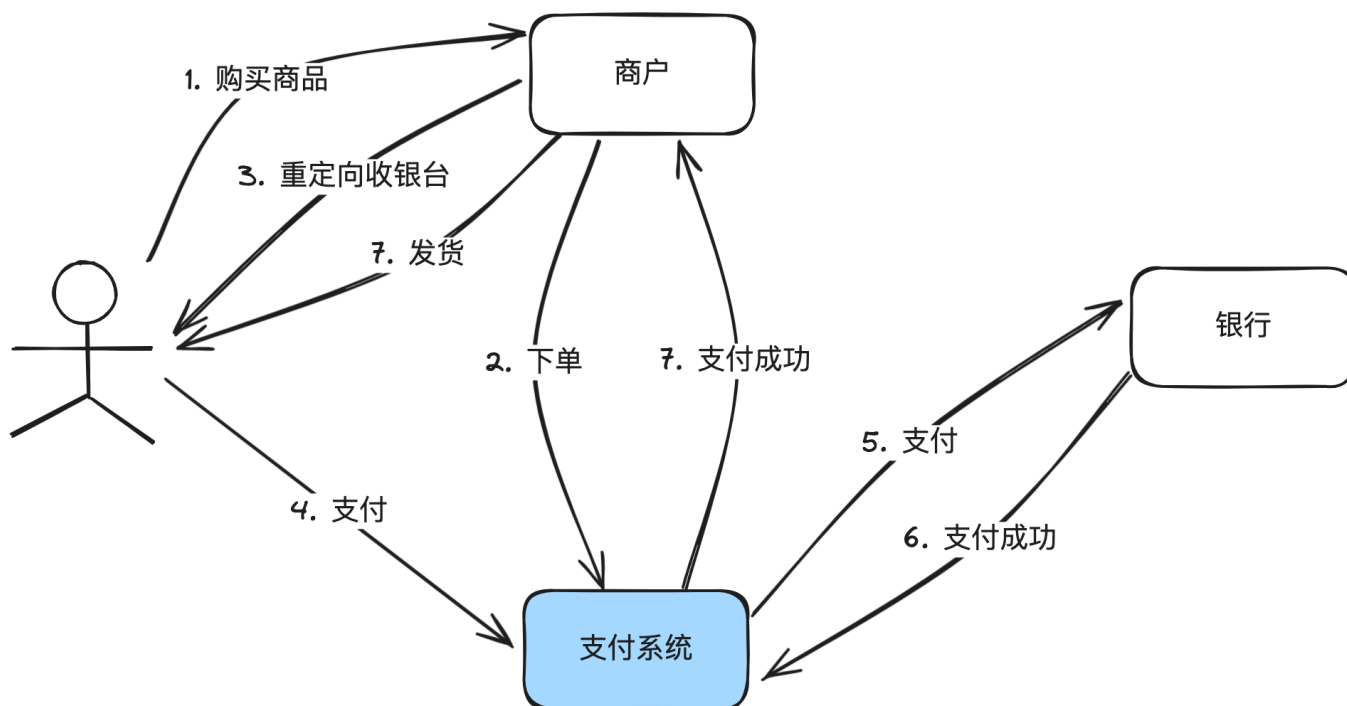 商户
1. 购买商品
3. 重定向收银台
7. 发货
银行
2. 下单
7. 支付成功
5. 支付
4. 支付
6. 支付成功
支付系统